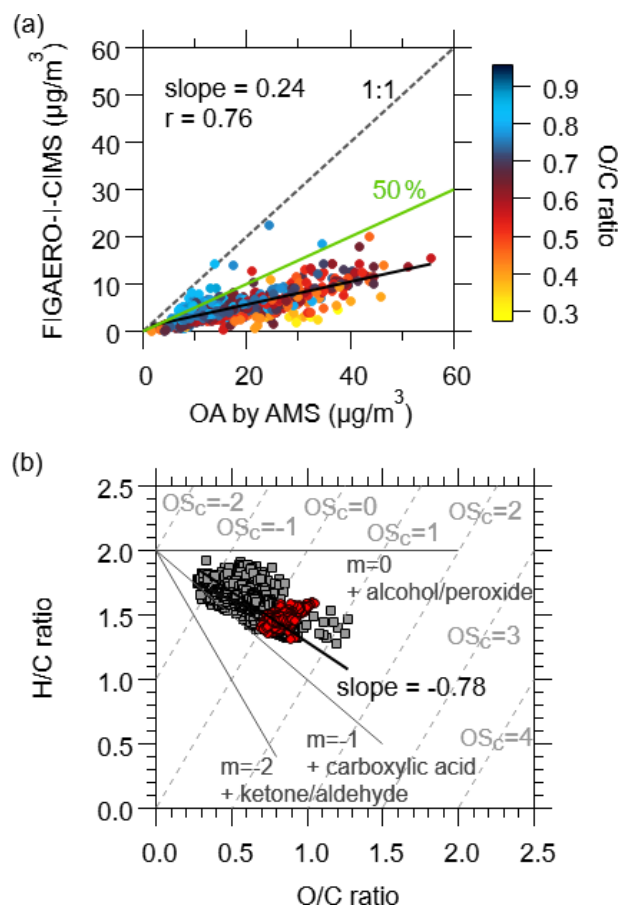 (a)
FIGAERO-I-CIMS (µg/m³)
60
50
40
30
20
10
0
slope = 0.24
r = 0.76
1:1
50%
0
20
40
60
OA by AMS (µg/m³)
0.9
0.8
0.7
0.6
0.5
0.4
0.3
O/C ratio
(b)
H/C ratio
2.5
2.0
1.5
1.0
0.5
0.0
OSc=-2
OSc=-1
OSc=0
OSc=1
OSc=2
OSc=3
OSc=4
m=0
+ alcohol/peroxide
slope = -0.78
m=-1
+ carboxylic acid
m=-2
+ ketone/aldehyde
0.0
0.5
1.0
1.5
2.0
2.5
O/C ratio